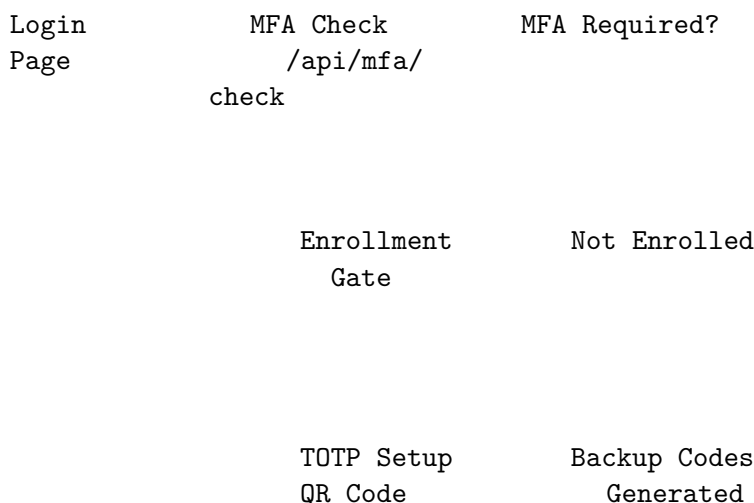 Login MFA Check MFA Required?
Page /api/mfa/
check
Enrollment Not Enrolled
Gate
TOTP Setup Backup Codes
QR Code Generated